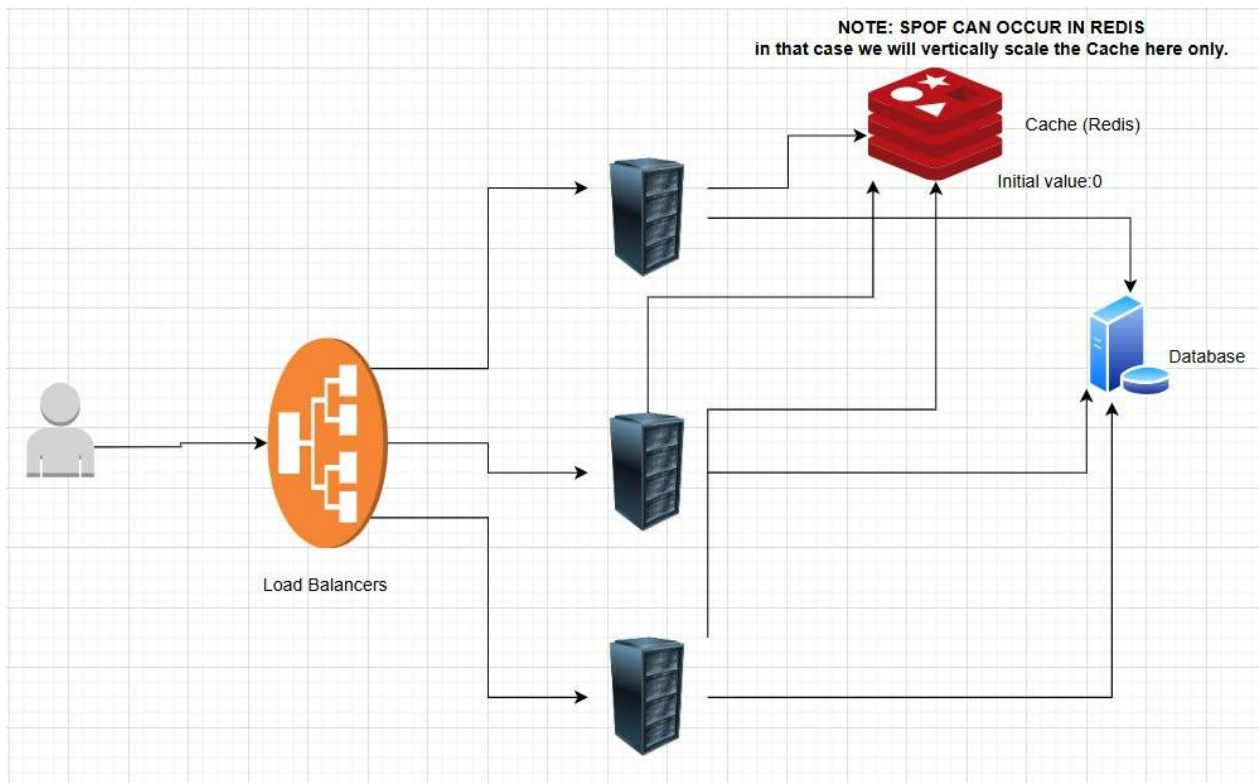 NOTE: SPOF CAN OCCUR IN REDIS
in that case we will vertically scale the Cache here only.
Cache (Redis)
Initial value:0
Database
Load Balancers